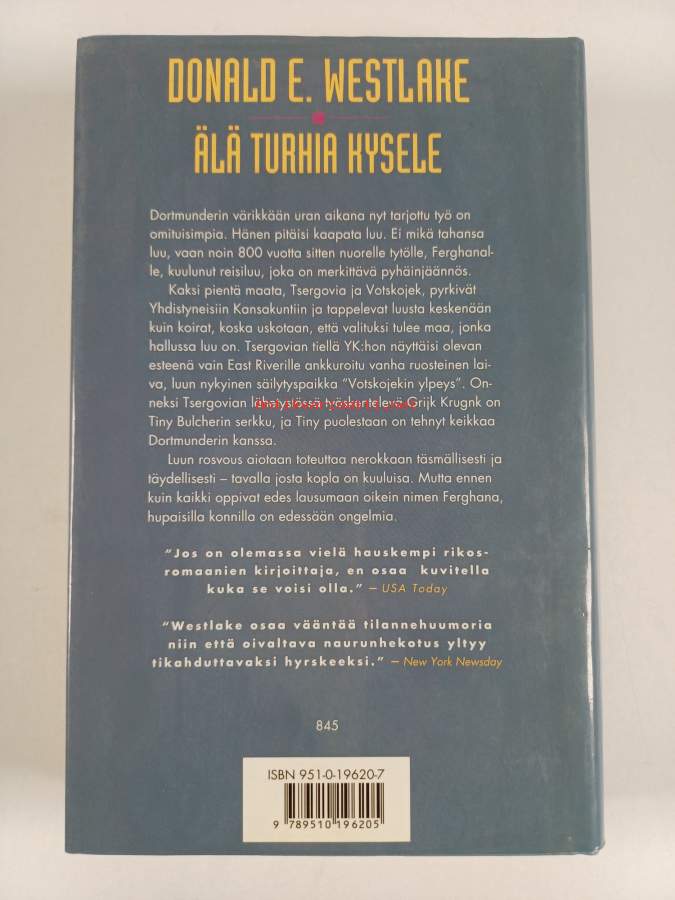 DONALD E. WESTLAKE
ÄLÄ TURHIA KYSELE
Dortmunderin värikkään uran aikana nyt tarjottu työ on
omituisimpia. Hänen pitäisi kaapata luu. Ei mikä tahansa
luu, vaan noin 800 vuotta sitten nuorelle tytölle, Ferghanal-
le, kuulunut reisiluu, joka on merkittävä pyhäinjäännös.
Kaksi pientä maata, Tsergovia ja Votskojek, pyrkivät
Yhdistyneisiin Kansakuntiin ja tappelevat luusta keskenään
kuin koirat, koska uskotaan, että valituksi tulee maa, jonka
hallussa luu on. Tsergovian tiellä YK:hon näyttäisi olevan
esteenä vain East Riverille ankkuroitu vanha ruosteinen lai-
va, luun nykyinen säilytyspaikka "Votskojekin ylpeys". On-
neksi Tsergovian lähetystössä työskentelevä Grijk Krugnk on
Tiny Bulcherin serkku, ja Tiny puolestaan on tehnyt keikkaa
Dortmunderin kanssa.
Luun rosvous aiotaan toteuttaa nerokkaan täsmällisesti ja
täydellisesti – tavalla josta kopla on kuuluisa. Mutta ennen
kuin kaikki oppivat edes lausumaan oikein nimen Ferghana,
hupaisilla konnilla on edessään ongelmia.
"Jos on olemassa vielä hauskempi rikos-
romaanien kirjoittaja, en osaa kuvitella
kuka se voisi olla." – USA Today
"Westlake osaa vääntää tilannehuumoria
niin että oivaltava naurunhekotus yltyy
tikahduttavaksi hyrskeeksi." – New York Newsday
845
ISBN 951-0-19620-7
9 789510 196205